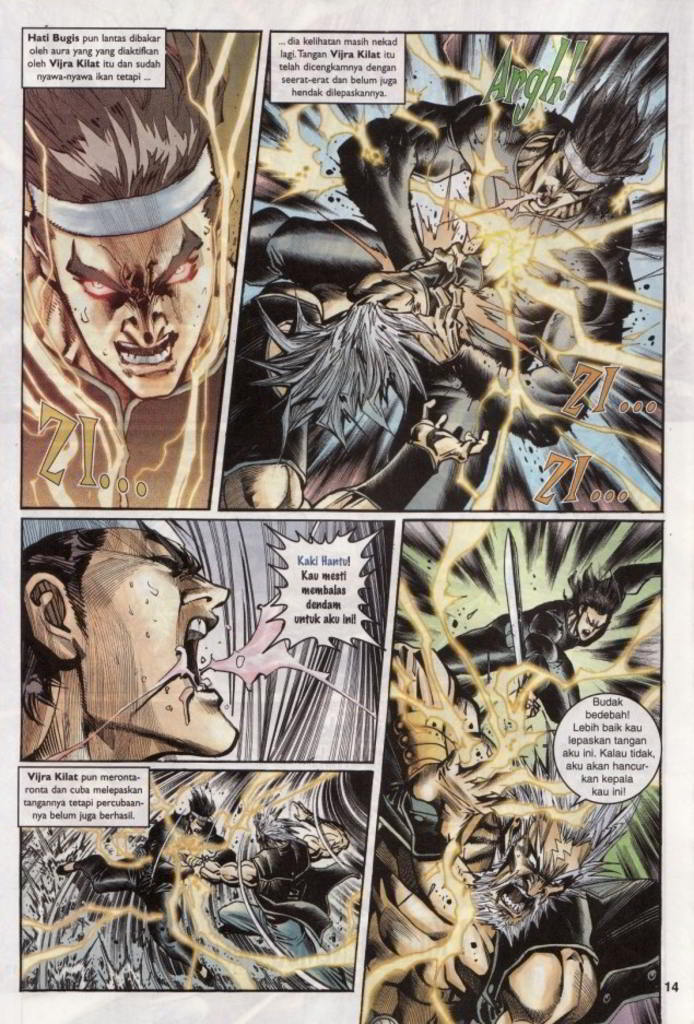 Hati Bugis pun lantas dibakar
oleh aura yang yang diaktifkan
oleh Vijra Kilat itu dan sudah
nyawa-nyawa ikan tetapi ...
... dia kelihatan masih nekad
lagi. Tangan Vijra Kilat itu
telah dicengkamnya dengan
seerat-erat dan belum juga
hendak dilepaskannya.
Argh!
ZI...
ZI...
ZI...
Kaki Hantu!
Kau mesti
membalas
dendam
untuk aku ini!
Budak
bedebah!
Lebih baik kau
lepaskan tangan
aku ini. Kalau tidak,
aku akan hancur-
kan kepala
kau ini!
Vijra Kilat pun meronta-
ronta dan cuba melepaskan
tangannya tetapi percubaan-
nya belum juga berhasil.
14